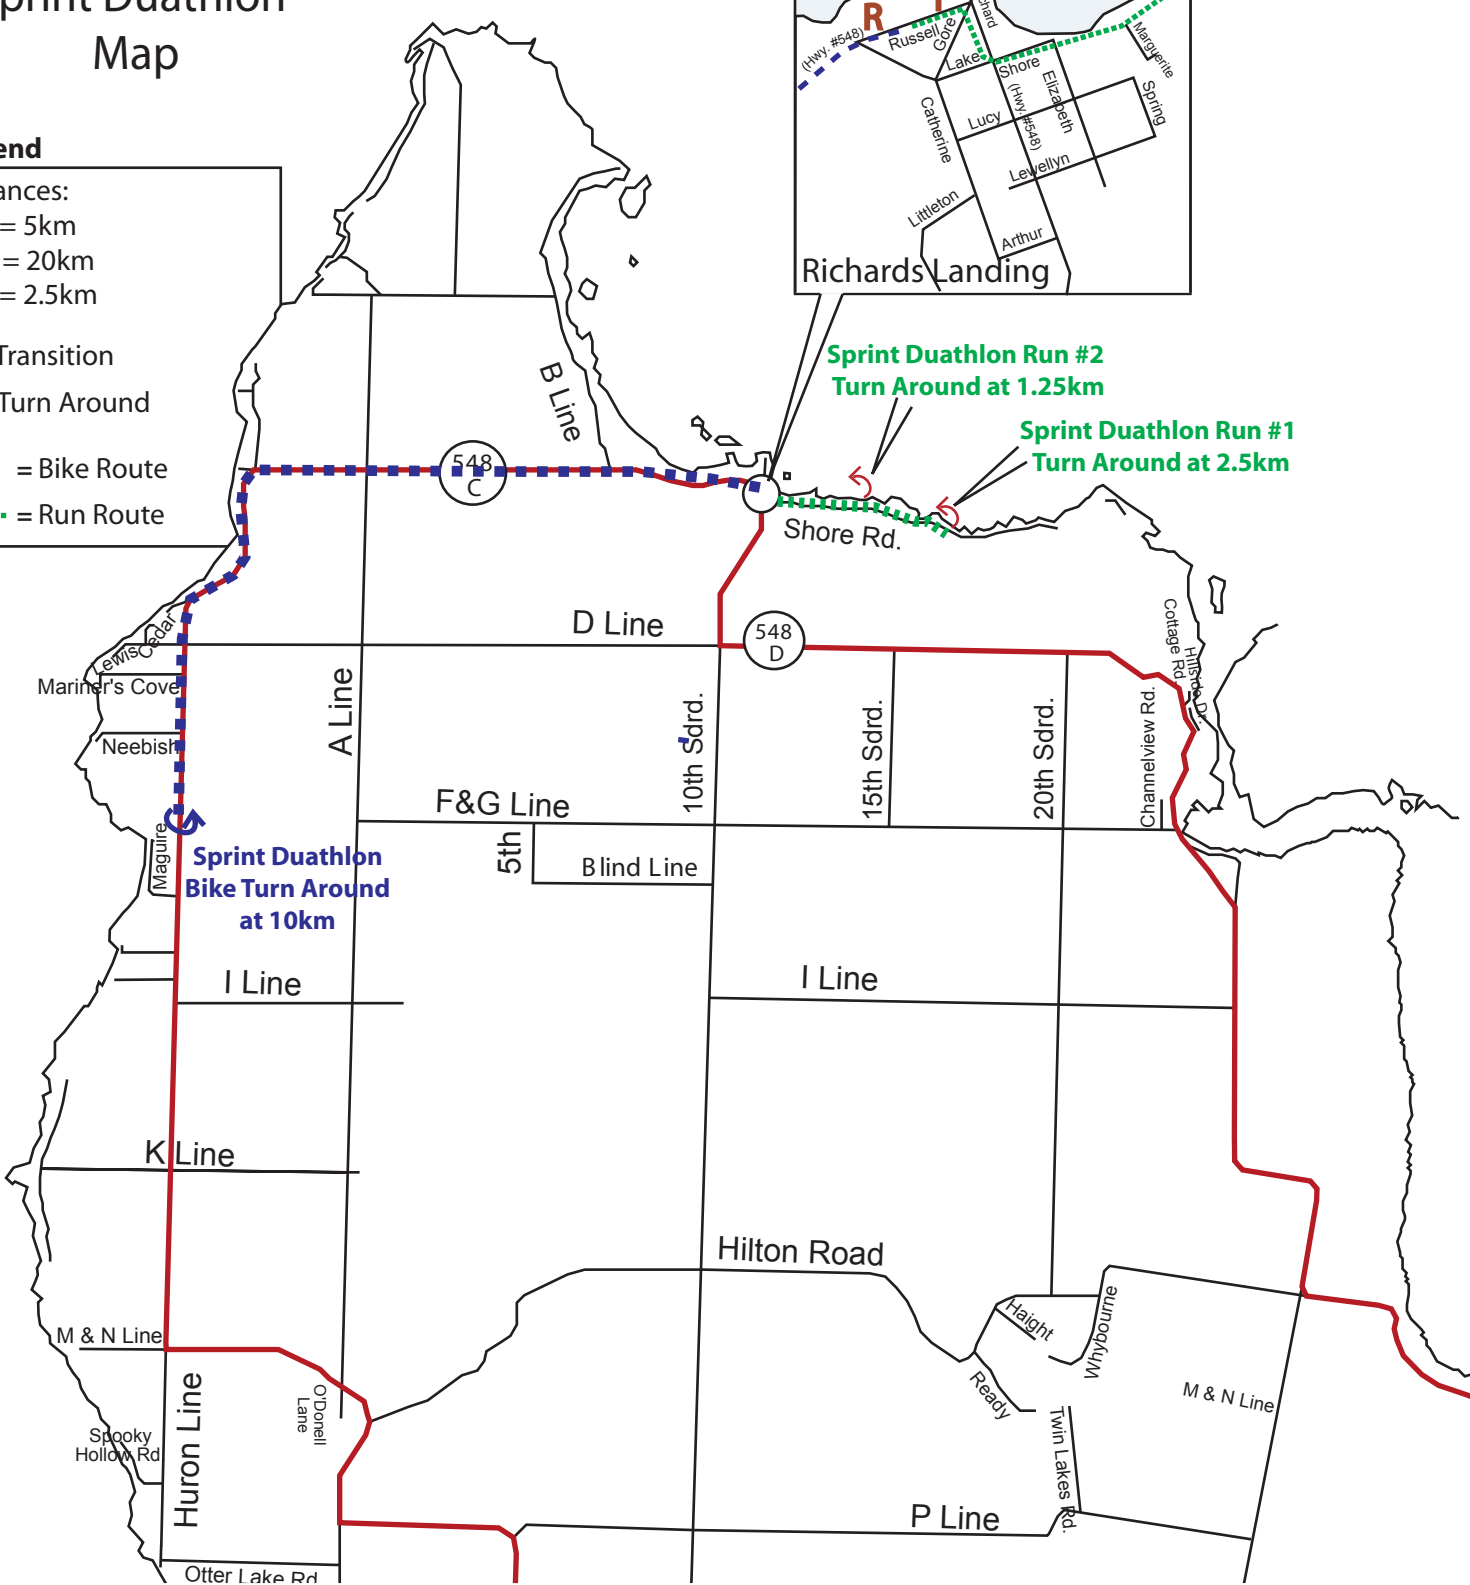 print Duathlon
Map
end
ances:
= 5km
= 20km
= 2.5km
Transition
Turn Around
= Bike Route
= Run Route
R
(Hwy. #548)
Russell
Gore
chard
Lake
Shore
Marguerite
Elizabeth
(Hwy. #548)
Spring
Catherine
Lucy
Lewellyn
Littleton
Arthur
Richards Landing
Sprint Duathlon Run #2
Turn Around at 1.25km
Sprint Duathlon Run #1
Turn Around at 2.5km
B Line
548
C
Shore Rd.
D Line
548
D
Cedar
Lewis
Mariner's Cove
Neebish
Maguire
A Line
10th Sdrd.
15th Sdrd.
20th Sdrd.
Channelview Rd.
Cottage Rd.
Hillside Dr.
F&G Line
5th
Blind Line
Sprint Duathlon
Bike Turn Around
at 10km
I Line
I Line
K Line
Hilton Road
Haight
Whybourne
Ready
M & N Line
M & N Line
Huron Line
O'Donell
Lane
Spooky
Hollow Rd
Twin Lakes Rd.
P Line
Otter Lake Rd